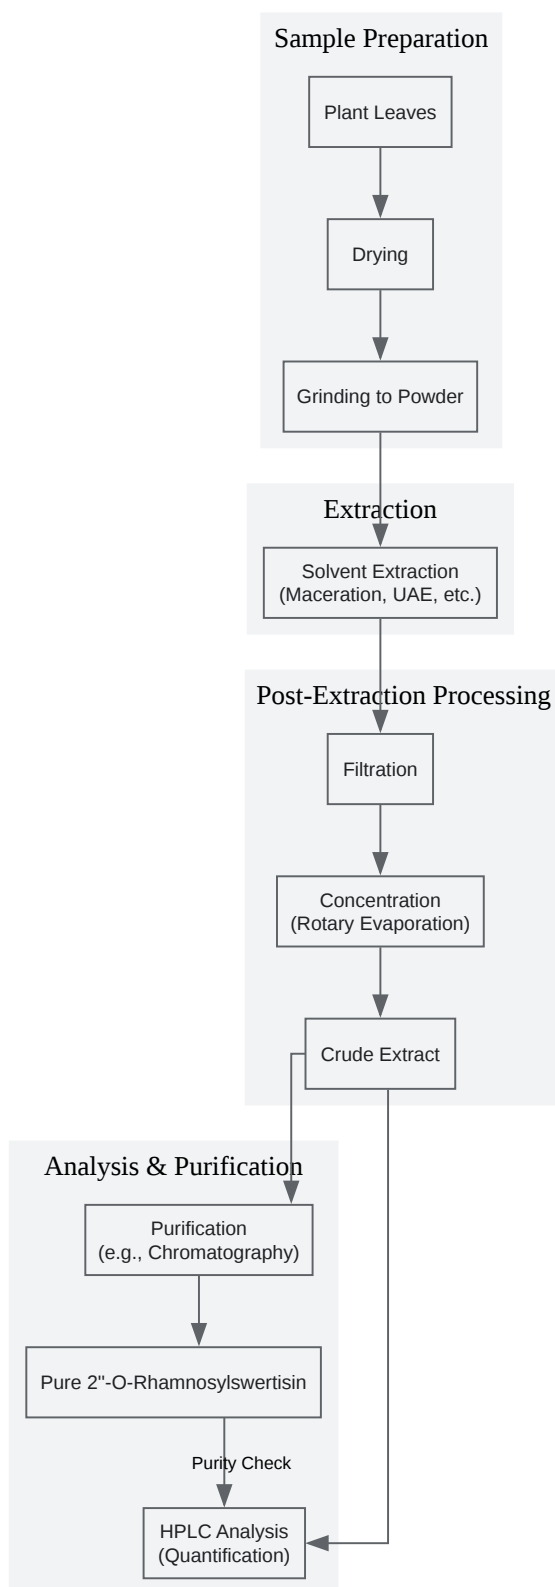 Sample Preparation
Plant Leaves
Drying
Grinding to Powder
Extraction
Solvent Extraction
(Maceration, UAE, etc.)
Post-Extraction Processing
Filtration
Concentration
(Rotary Evaporation)
Crude Extract
Analysis & Purification
Purification
(e.g., Chromatography)
Pure 2"-O-Rhamnosylswertisin
Purity Check
HPLC Analysis
(Quantification)